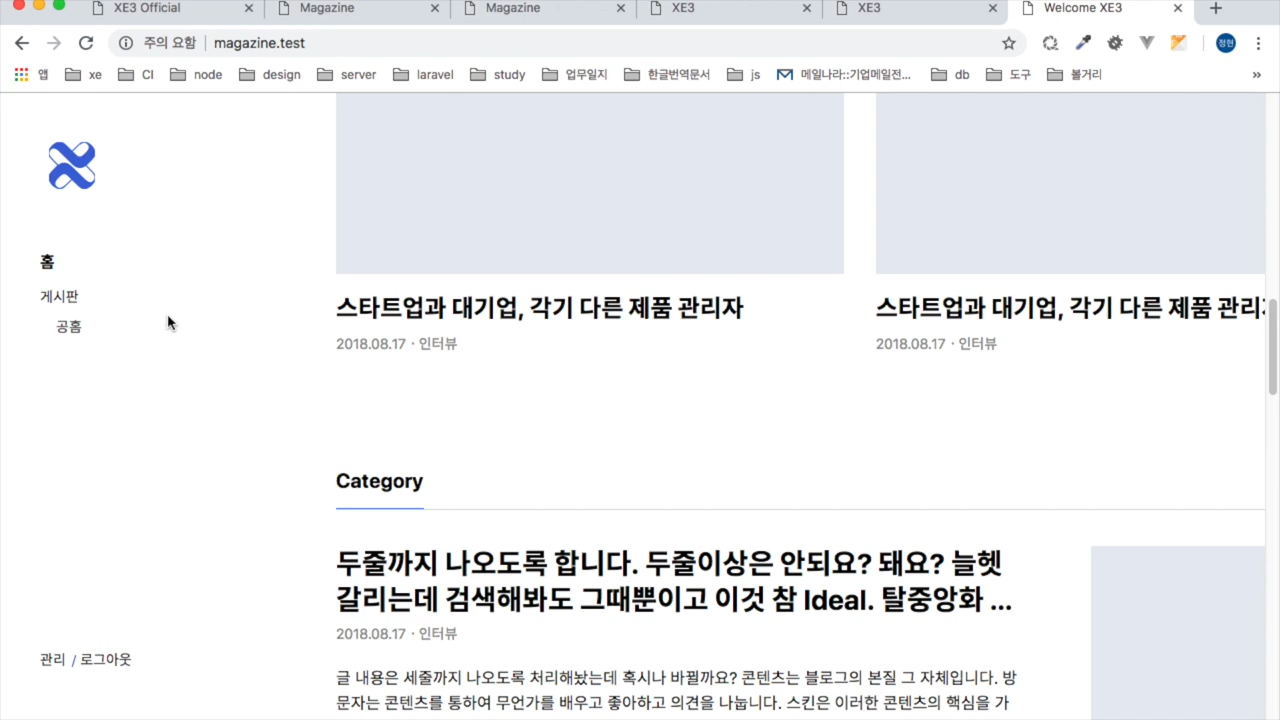 XE3 Official
Magazine
Magazine
XE3
XE3
Welcome XE3
주의 요함
magazine.test
정현
앱
xe
CI
node
design
server
laravel
study
업무일지
한글번역문서
js
메일나라::기업메일전...
db
도구
볼거리
»
홈
게시판
공홈
관리 / 로그아웃
스타트업과 대기업, 각기 다른 제품 관리자
2018.08.17 · 인터뷰
스타트업과 대기업, 각기 다른 제품 관리
2018.08.17 · 인터뷰
Category
두줄까지 나오도록 합니다. 두줄이상은 안되요? 돼요? 늘헷
갈리는데 검색해봐도 그때뿐이고 이것 참 Ideal. 탈중앙화 ...
2018.08.17 · 인터뷰
글 내용은 세줄까지 나오도록 처리해놨는데 혹시나 바뀔까요? 콘텐츠는 블로그의 본질 그 자체입니다. 방
문자는 콘텐츠를 통하여 무언가를 배우고 좋아하고 의견을 나눕니다. 스킨은 이러한 콘텐츠의 핵심을 가